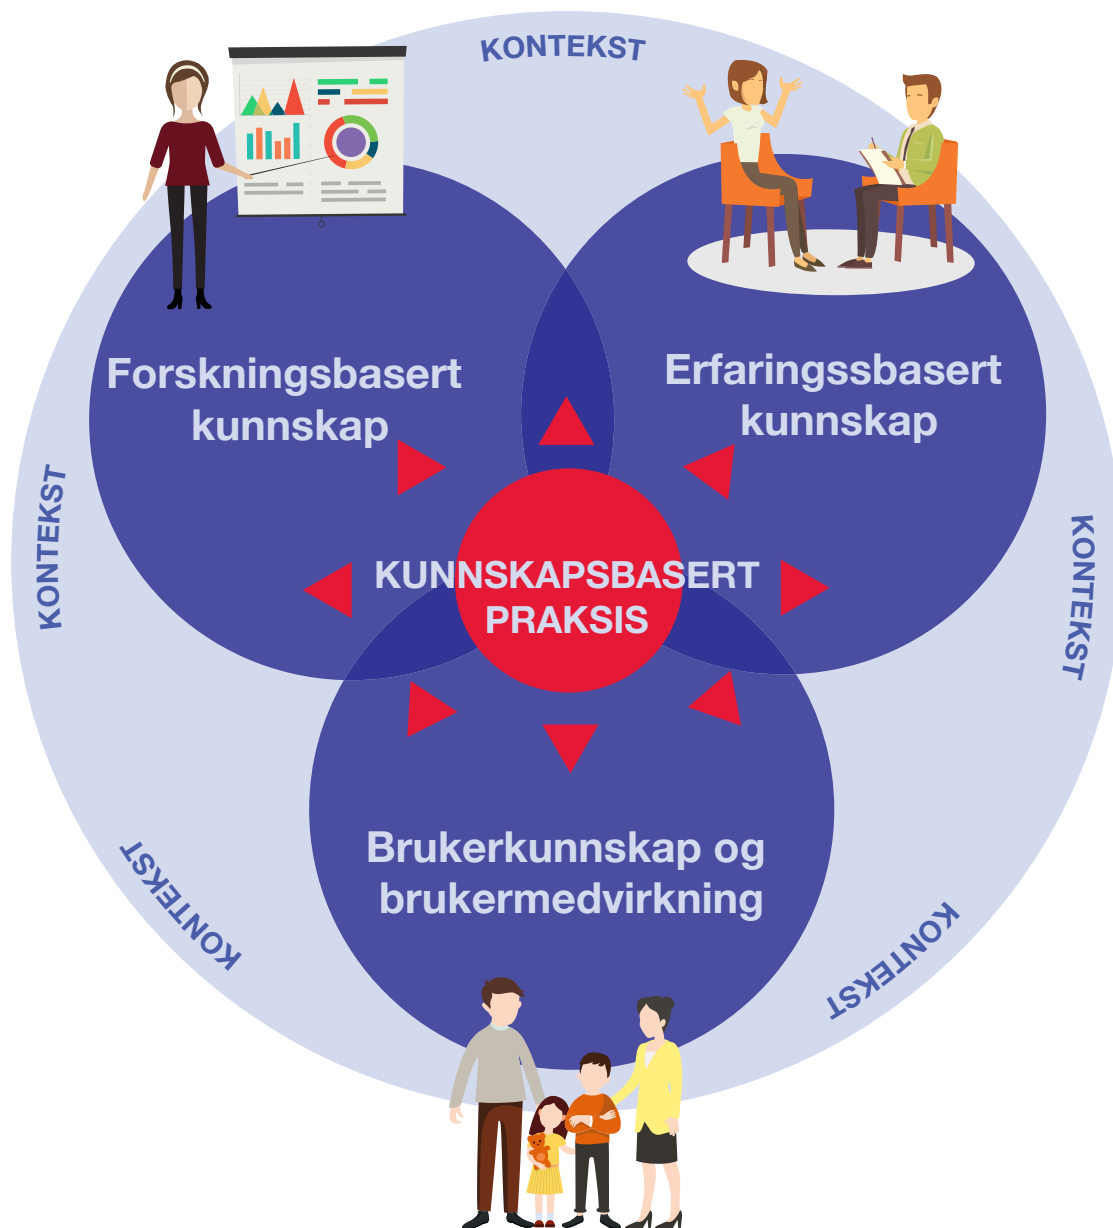 KONTEKST
Forskningsbasert
kunnskap
Erfaringssbasert
kunnskap
KONTEKST
KONTEKST
KUNNSKAPSBASERT
PRAKSIS
Brukerkunnskap og
brukermedvirkning
KONTEKST
KONTEKST